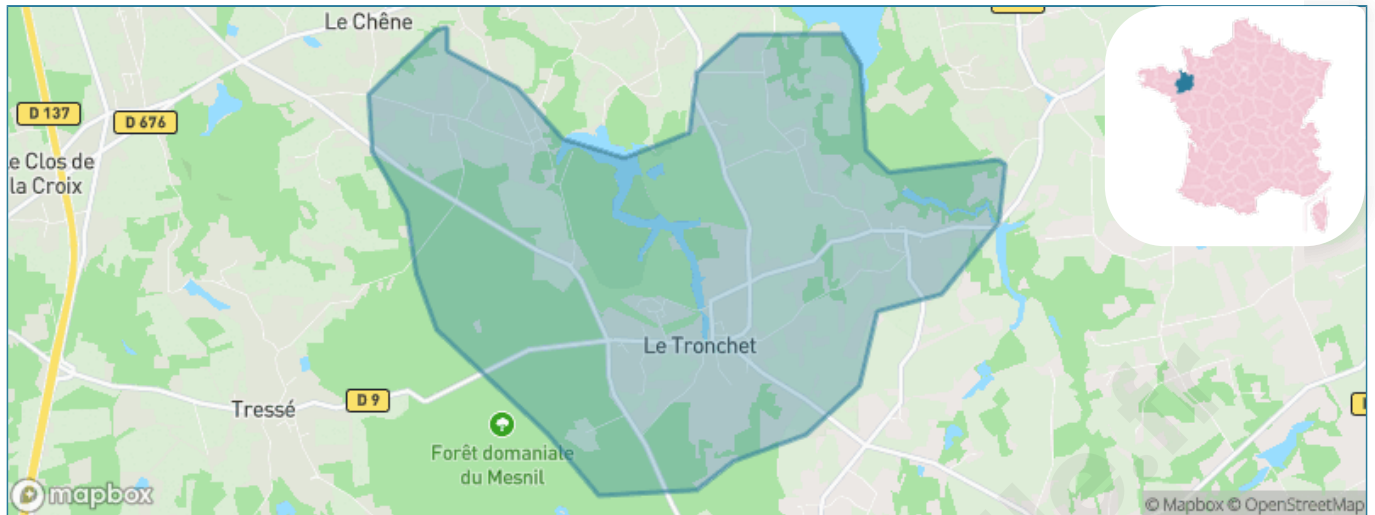 Le Chêne
D 137
D 676
e Clos de
la Croix
Le Tronchet
D 9
Tressé
Forêt domaniale
du Mesnil
mapbox
© Mapbox © OpenStreetMap